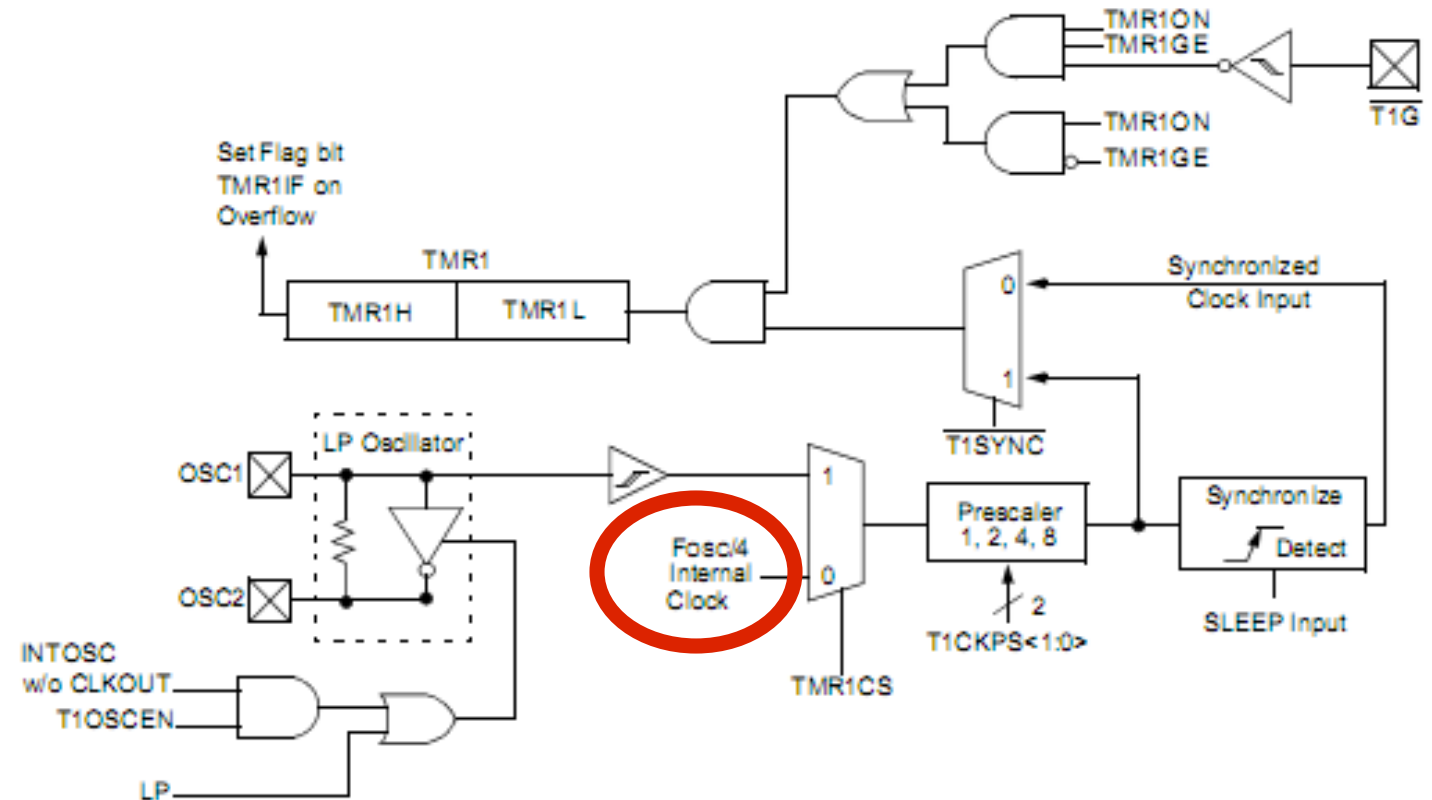 TMR1ON
TMR1GE
T1G
TMR1ON
TMR1GE
Set Flag bit
TMR1IF on
Overflow
TMR1
TMR1H
TMR1L
0
Synchronized
Clock Input
1
T1SYNC
LP Oscillator
OSC1
1
Prescaler
1, 2, 4, 8
Synchronize
Detect
Fosc/4
Internal
Clock
0
OSC2
2
SLEEP Input
T1CKPS<1:0>
INTOSC
w/o CLKOUT
T1OSCEN
TMR1CS
LP